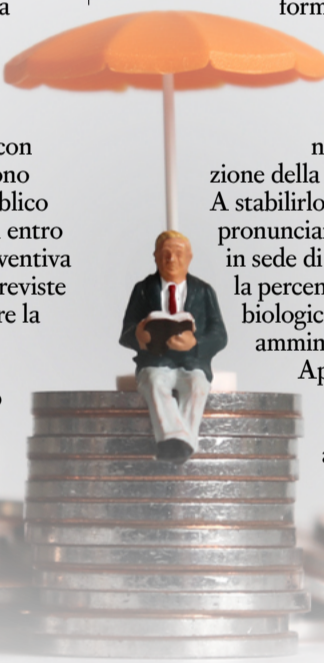 a
con
ono
blico
entro
ventiva
reviste
re la
form
n
zione della
A stabilirlo
pronuncia
in sede di
la percen
biologic
ammin
Ap